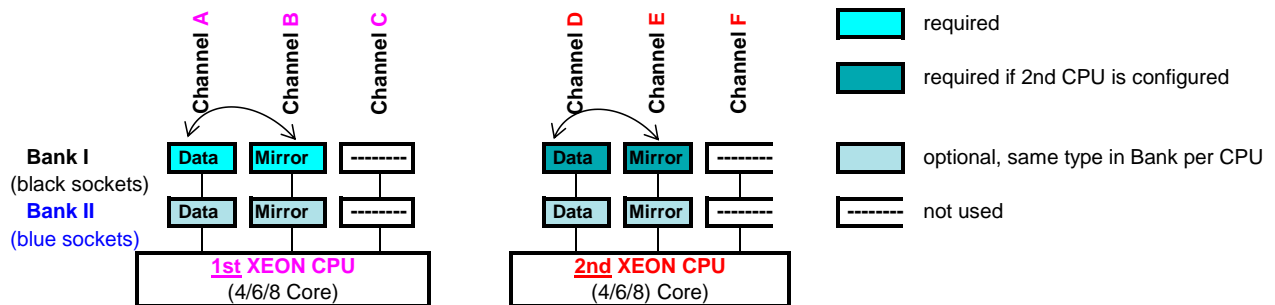 Channel A
Channel B
Channel C
Channel D
Channel E
Channel F
required
required if 2nd CPU is configured
Bank I
(black sockets)
Data Mirror --------
Data Mirror --------
optional, same type in Bank per CPU
Bank II
(blue sockets)
Data Mirror --------
Data Mirror --------
-------- not used
1st XEON CPU
(4/6/8 Core)
2nd XEON CPU
(4/6/8) Core)